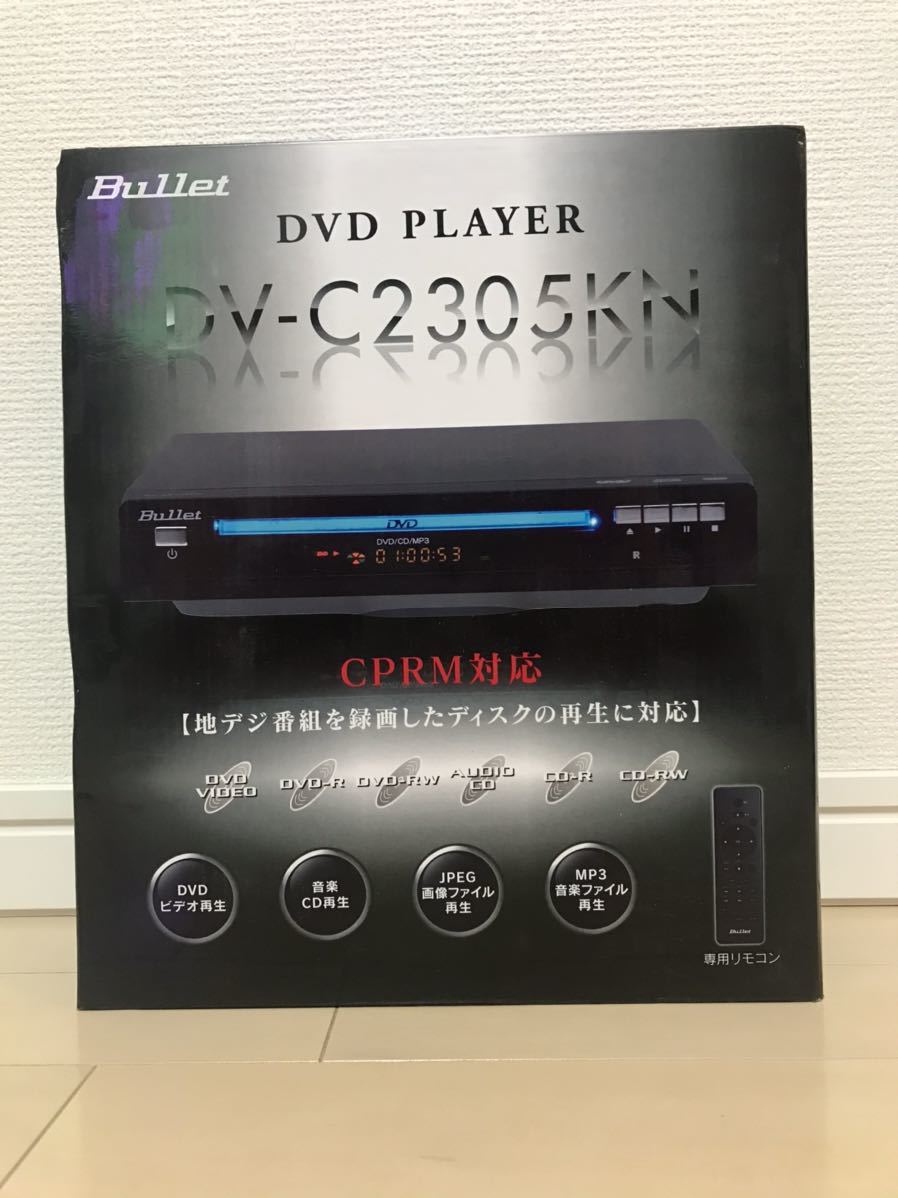 Bullet
DVD PLAYER
DV-C2305KN
Bullet
DVD
DVD/CD/MP3
01:00:53
R
CPRM対応
【地デジ番組を録画したディスクの再生に対応】
DVD VIDEO
DVD-R
DVD-RW
AUDIO CD
CD-R
CD-RW
DVD
ビデオ再生
音楽
CD再生
JPEG
画像ファイル
再生
MP3
音楽ファイル
再生
Bullet
専用リモコン